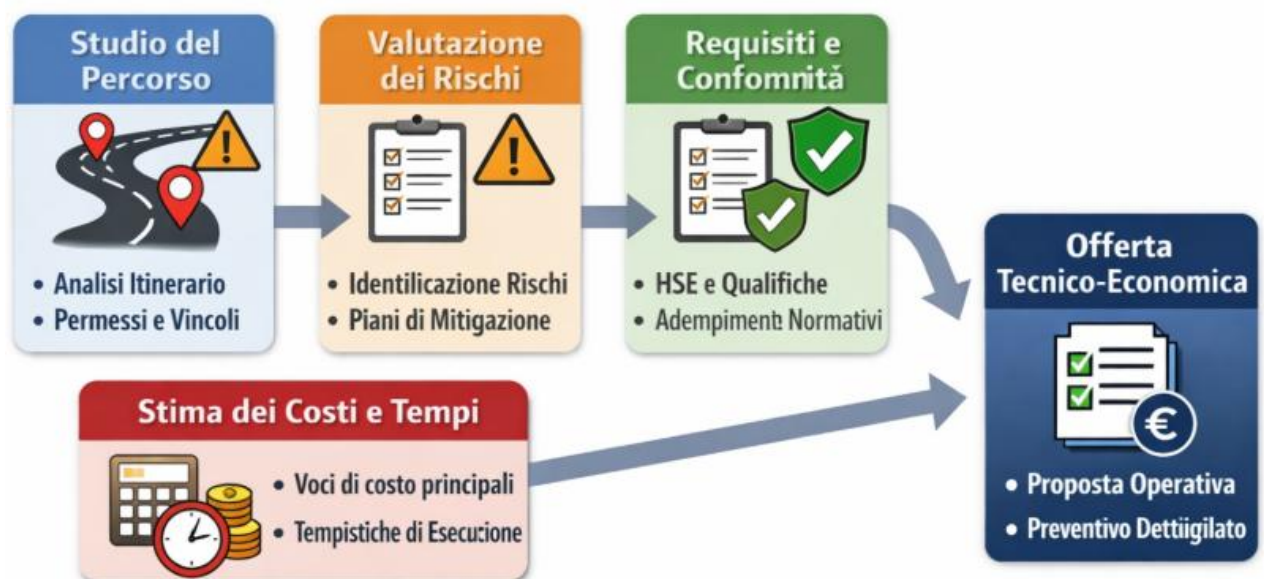 Studio del
Percorso
• Analisi Itinerario
• Permessi e Vincoli
Valutazione
dei Rischi
• Identilicazione Rischi
• Piani di Mitigazione
Requisiti e
Confomnitá
• HSE e Qualifiche
• Adempiment: Normativi
Stima dei Costi e Tempi
• Voci di costo principali
• Tempistiche di Esecuzione
Offerta
Tecnico-Economica
€
• Proposta Operativa
• Preventivo Dettiigilato